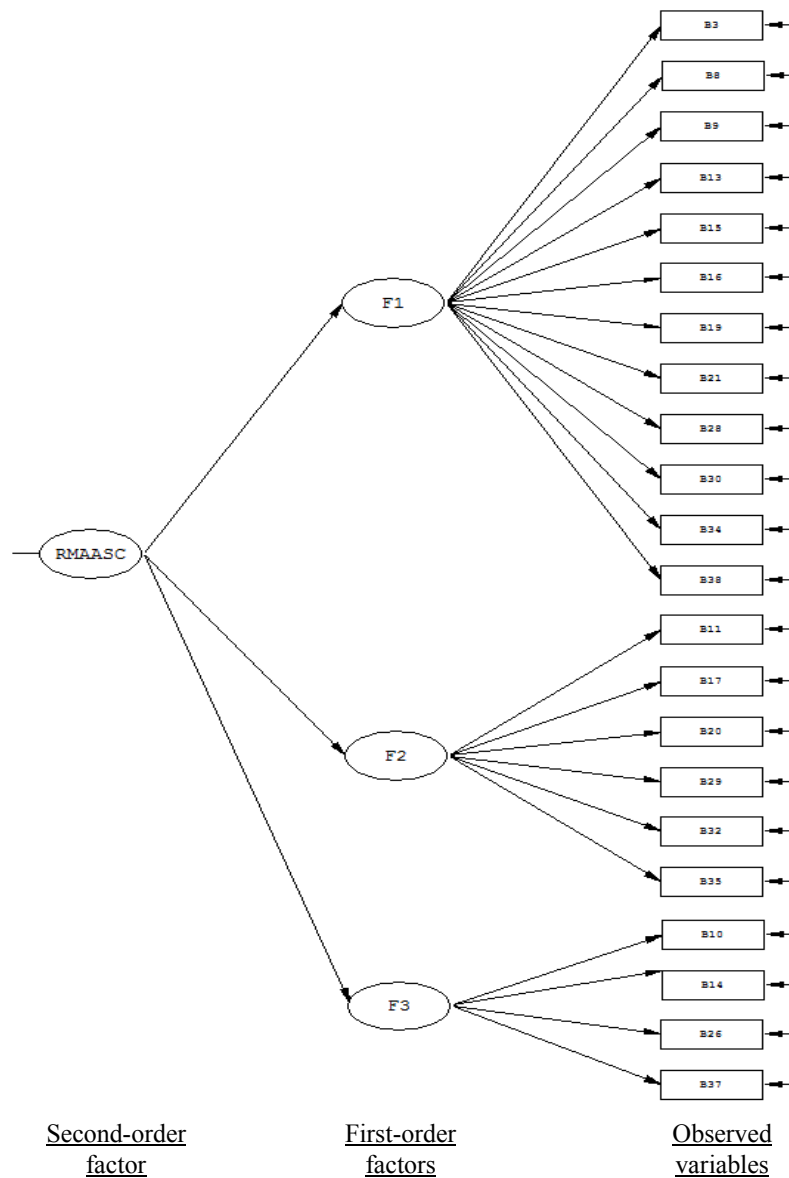 B3
B8
B9
B13
B15
B16
F1
B19
B21
B28
B30
B34
RMAASC
B38
B11
B17
B20
F2
B29
B32
B35
B10
B14
F3
B26
B37
Second-order
factor
First-order
factors
Observed
variables